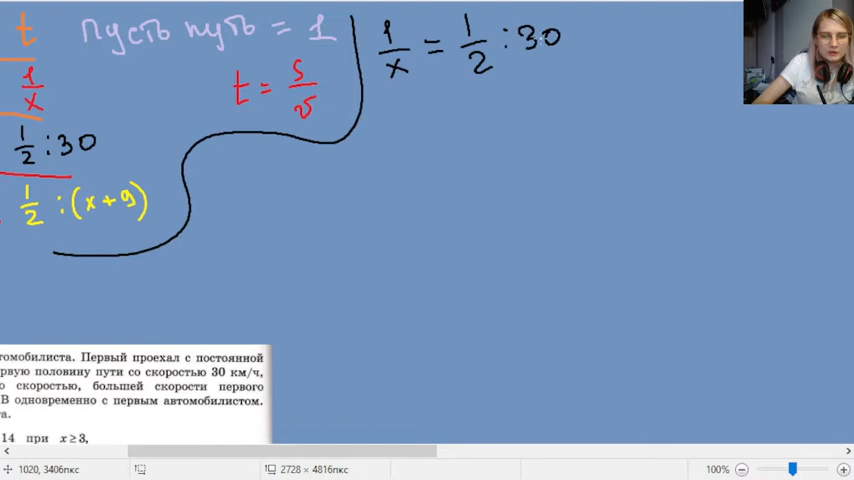 t
пусть путь = 1
1/x
t = S/v
1/2 : 30
1/2 : (x+9)
1/x = 1/2 : 30
томобилиста. Первый проехал с постоянной
рвую половину пути со скоростью 30 км/ч,
о скоростью, большей скорости первого
В одновременно с первым автомобилистом.
та.
14 при x ≥ 3,
1020, 3406пкс
2728 × 4816пкс
100%